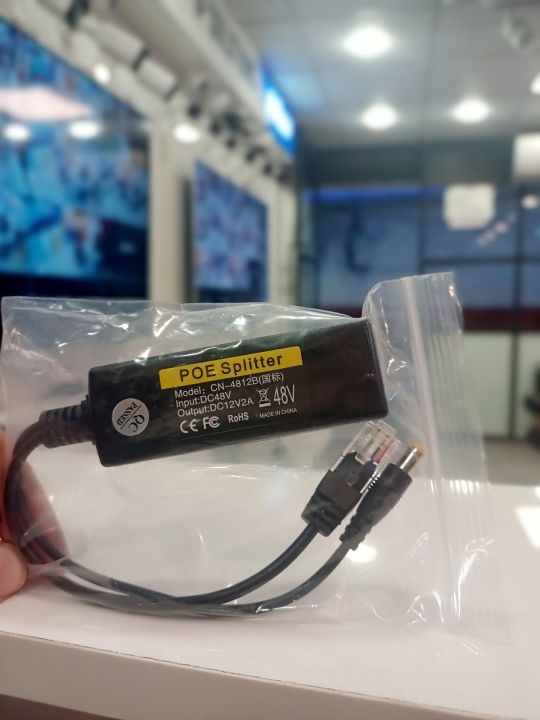 POE Splitter
Model: CN-4812B(国标)
Input:DC48V
Output:DC12V2A
48V
CE FC RoHS
MADE IN CHINA
QC
PASSED